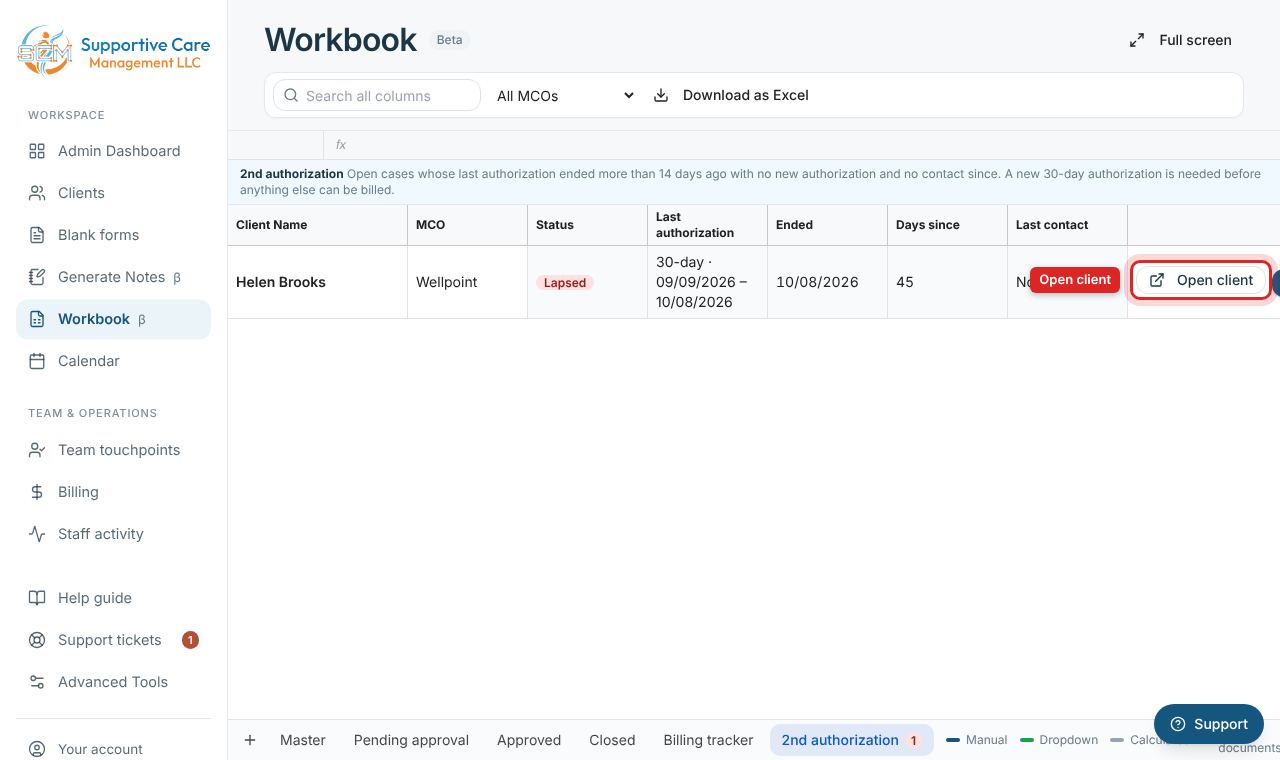 SCM
Supportive Care
Management LLC
WORKSPACE
Admin Dashboard
Clients
Blank forms
Generate Notes β
Workbook β
Calendar
TEAM & OPERATIONS
Team touchpoints
Billing
Staff activity
Help guide
Support tickets 1
Advanced Tools
Your account
Workbook Beta
Full screen
Search all columns
All MCOs
Download as Excel
fx
2nd authorization Open cases whose last authorization ended more than 14 days ago with no new authorization and no contact since. A new 30-day authorization is needed before
anything else can be billed.
Client Name
MCO
Status
Last
authorization
Ended
Days since
Last contact
Helen Brooks
Wellpoint
Lapsed
30-day ·
09/09/2026 –
10/08/2026
10/08/2026
45
Open client
Open client
Master
Pending approval
Approved
Closed
Billing tracker
2nd authorization 1
Manual
Dropdown
Support
documents